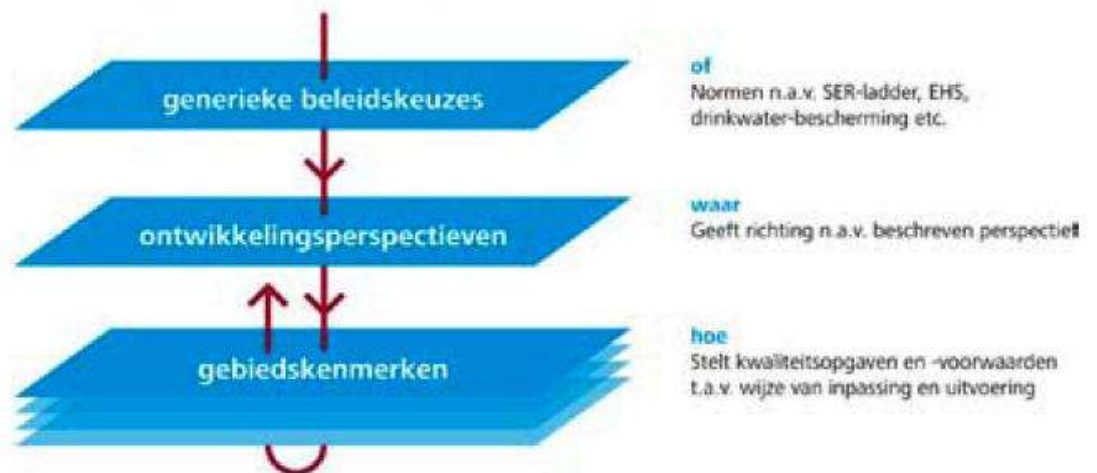 generieke beleidskeuzes
of
Normen n.a.v. SER-ladder, EHS,
drinkwater-bescherming etc.
ontwikkelingsperspectieven
waar
Geeft richting n.a.v. beschreven perspectief
gebiedskenmerken
hoe
Stelt kwaliteitsopgaven en -voorwaarden
t.a.v. wijze van inpassing en uitvoering